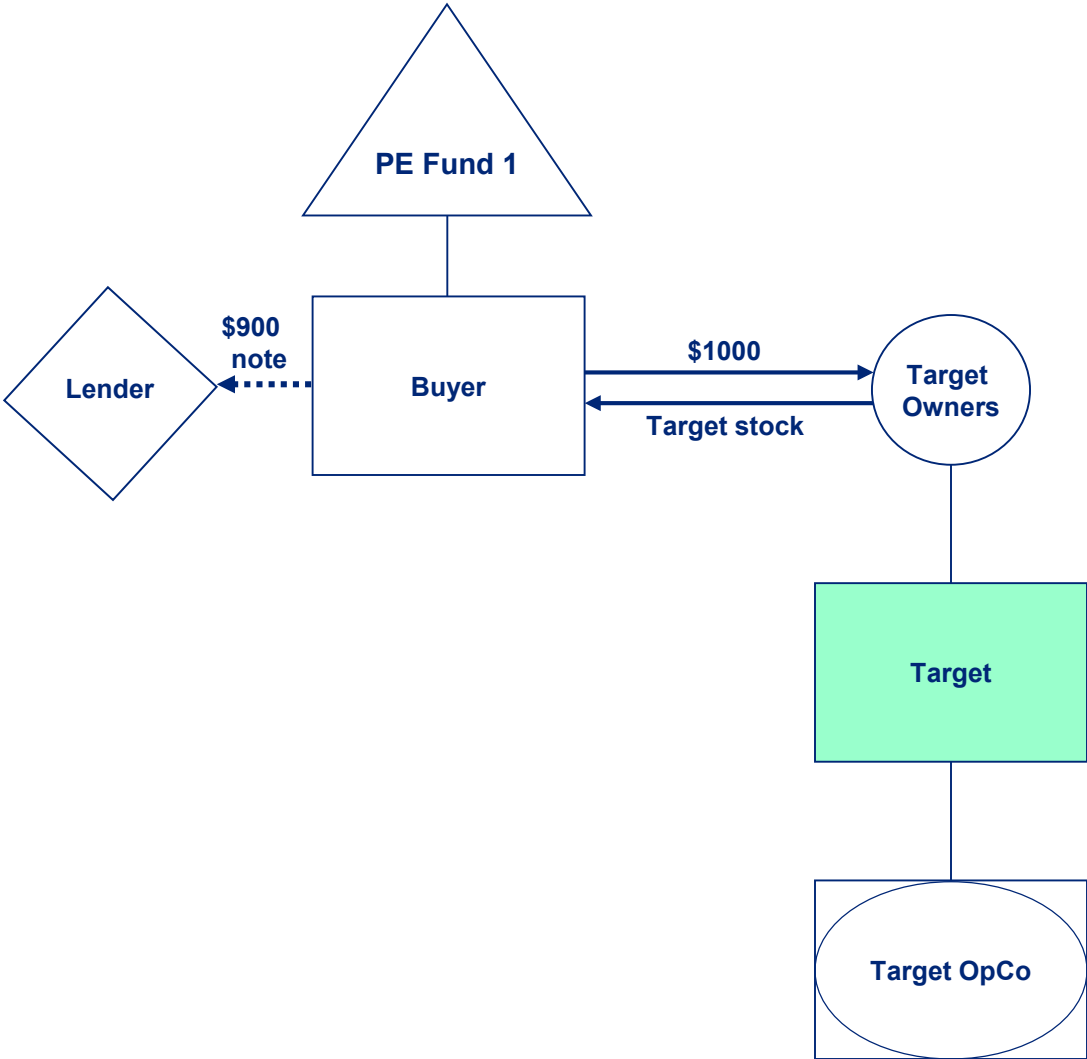 PE Fund 1
$900
note
Lender
Buyer
$1000
Target stock
Target
Owners
Target
Target OpCo